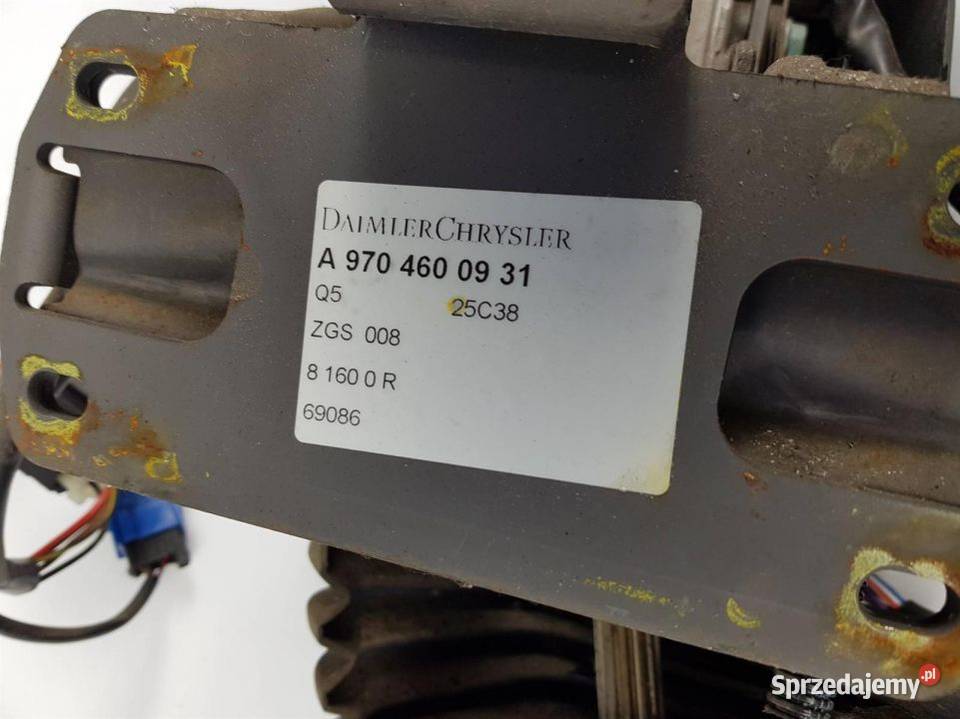 DAIMLERCHRYSLER
A 970 460 09 31
Q5 25C38
ZGS 008
8 160 0 R
69086
Sprzedajemy.pl